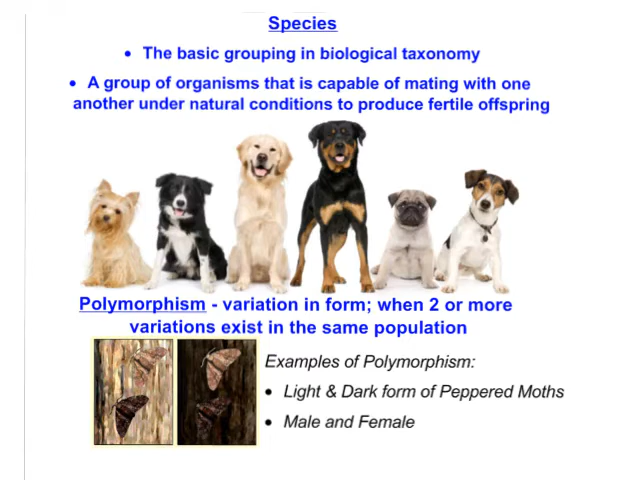 Species
• The basic grouping in biological taxonomy
• A group of organisms that is capable of mating with one
another under natural conditions to produce fertile offspring
Polymorphism - variation in form; when 2 or more
variations exist in the same population
Examples of Polymorphism:
• Light & Dark form of Peppered Moths
• Male and Female